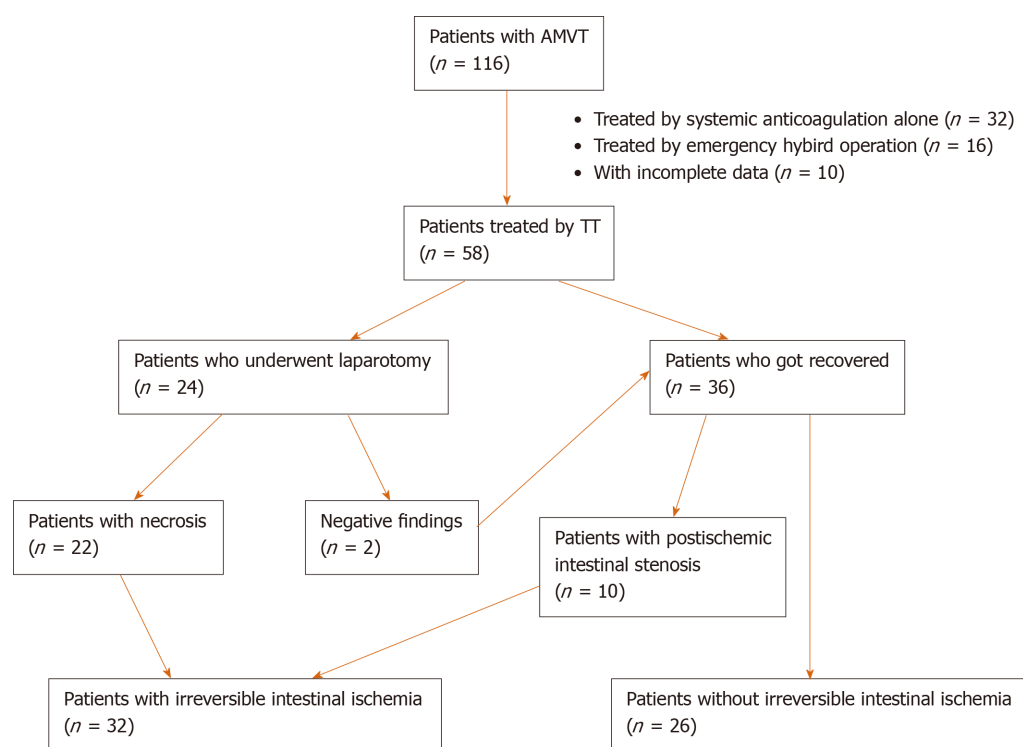 Patients with AMVT
(n = 116)
• Treated by systemic anticoagulation alone (n = 32)
• Treated by emergency hybird operation (n = 16)
• With incomplete data (n = 10)
Patients treated by TT
(n = 58)
Patients who underwent laparotomy
(n = 24)
Patients who got recovered
(n = 36)
Patients with necrosis
(n = 22)
Negative findings
(n = 2)
Patients with postischemic
intestinal stenosis
(n = 10)
Patients with irreversible intestinal ischemia
(n = 32)
Patients without irreversible intestinal ischemia
(n = 26)